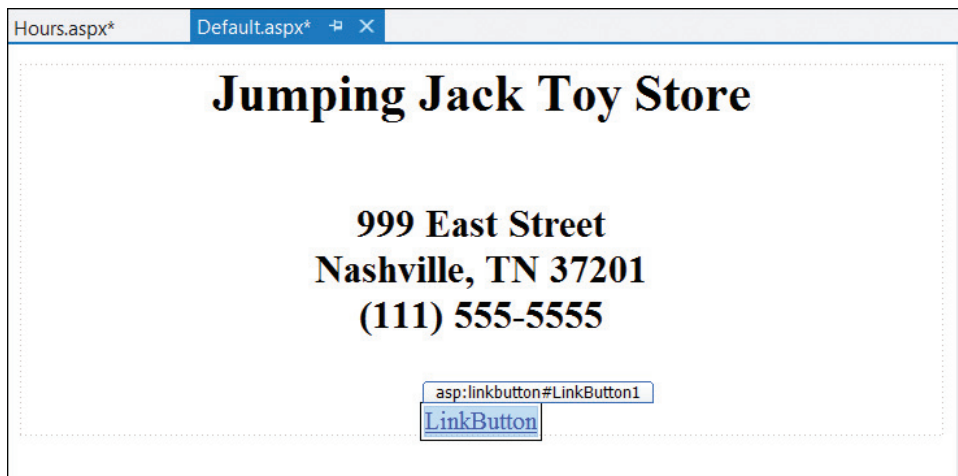 Hours.aspx* Default.aspx*
Jumping Jack Toy Store
999 East Street
Nashville, TN 37201
(111) 555-5555
asp:linkbutton#LinkButton1
LinkButton